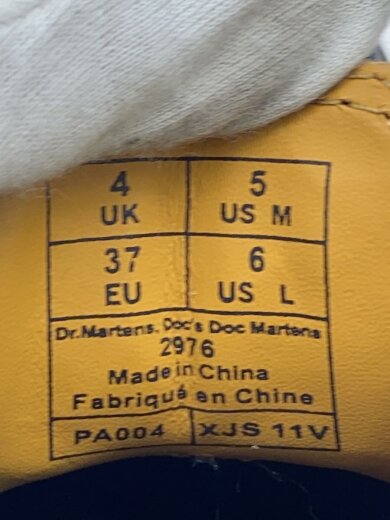 4 5
UK US M
37 6
EU US L
Dr.Martens. Doc's Doc Martens
2976
Made in China
Fabriqué en Chine
PA004 XJS 11V